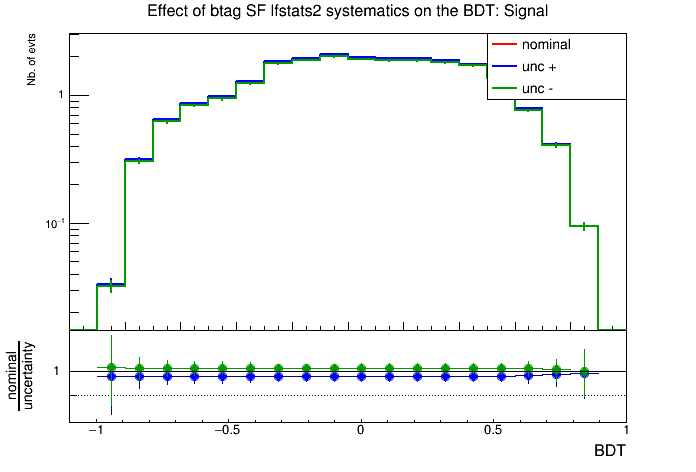 Effect of btag SF lfstats2 systematics on the BDT: Signal
Nb. of evts
nominal
unc +
unc -
1
10⁻¹
nominal
uncertainty
1
−1
−0.5
0
0.5
1
BDT